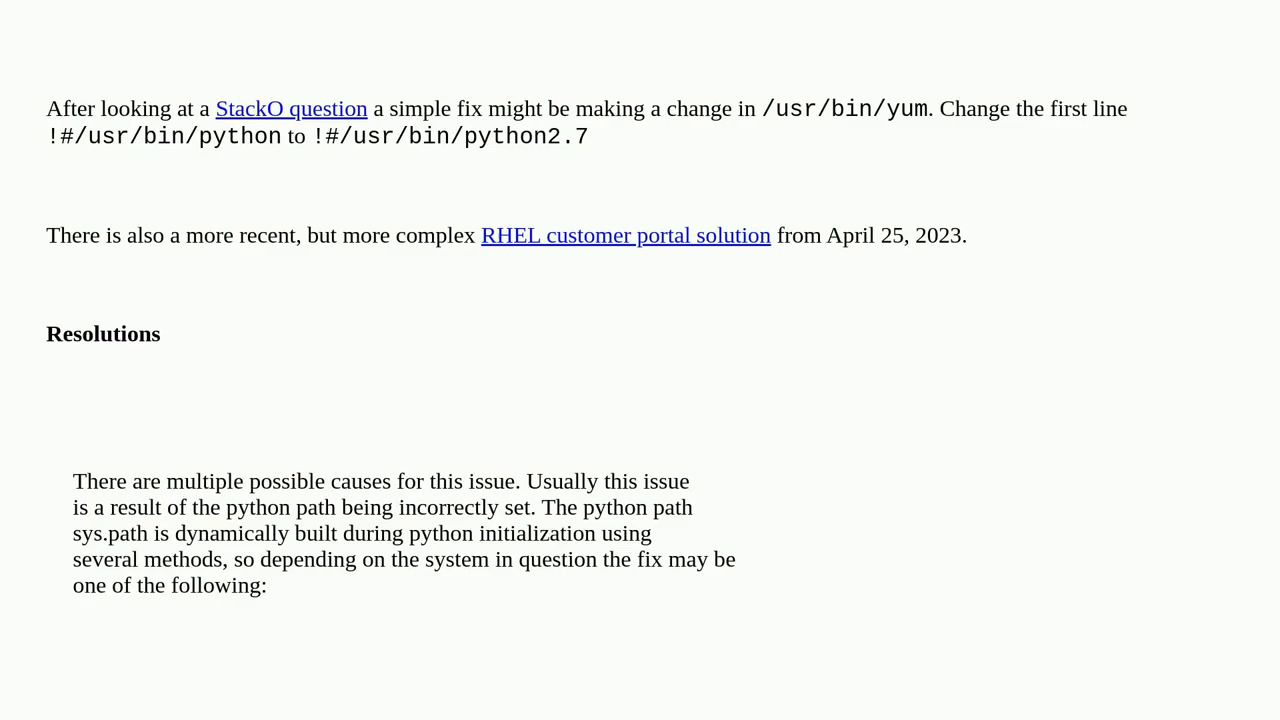 After looking at a StackO question a simple fix might be making a change in /usr/bin/yum. Change the first line
!#/usr/bin/python to !#/usr/bin/python2.7
There is also a more recent, but more complex RHEL customer portal solution from April 25, 2023.
Resolutions
There are multiple possible causes for this issue. Usually this issue
is a result of the python path being incorrectly set. The python path
sys.path is dynamically built during python initialization using
several methods, so depending on the system in question the fix may be
one of the following: